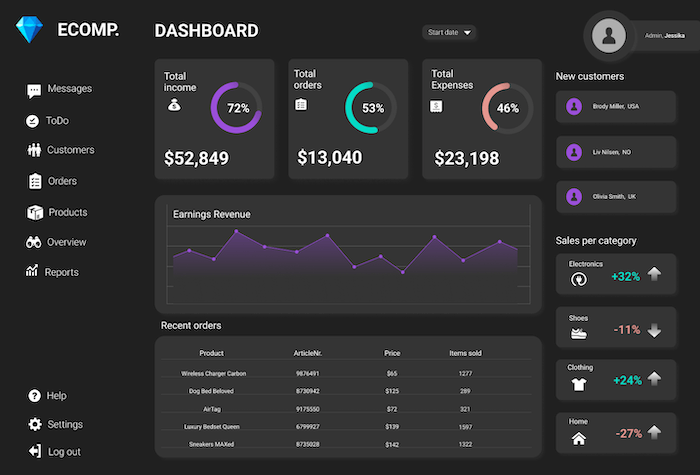 ECOMP.
DASHBOARD
Start date
Admin, Jessika
Messages
ToDo
Customers
Orders
Products
Overview
Reports
Help
Settings
Log out
Total
income
72%
$52,849
Total
orders
53%
$13,040
Total
Expenses
46%
$23,198
Earnings Revenue
Recent orders
Product ArticleNr. Price Items sold
Wireless Charger Carbon 9876491 $65 1277
Dog Bed Beloved 8730942 $125 289
AirTag 9175550 $72 321
Luxury Bedset Queen 6799927 $139 1597
Sneakers MAXed 8735028 $142 1322
New customers
Brody Miller, USA
Liv Nilsen, NO
Olivia Smith, UK
Sales per category
Electronics
+32%
Shoes
-11%
Clothing
+24%
Home
-27%